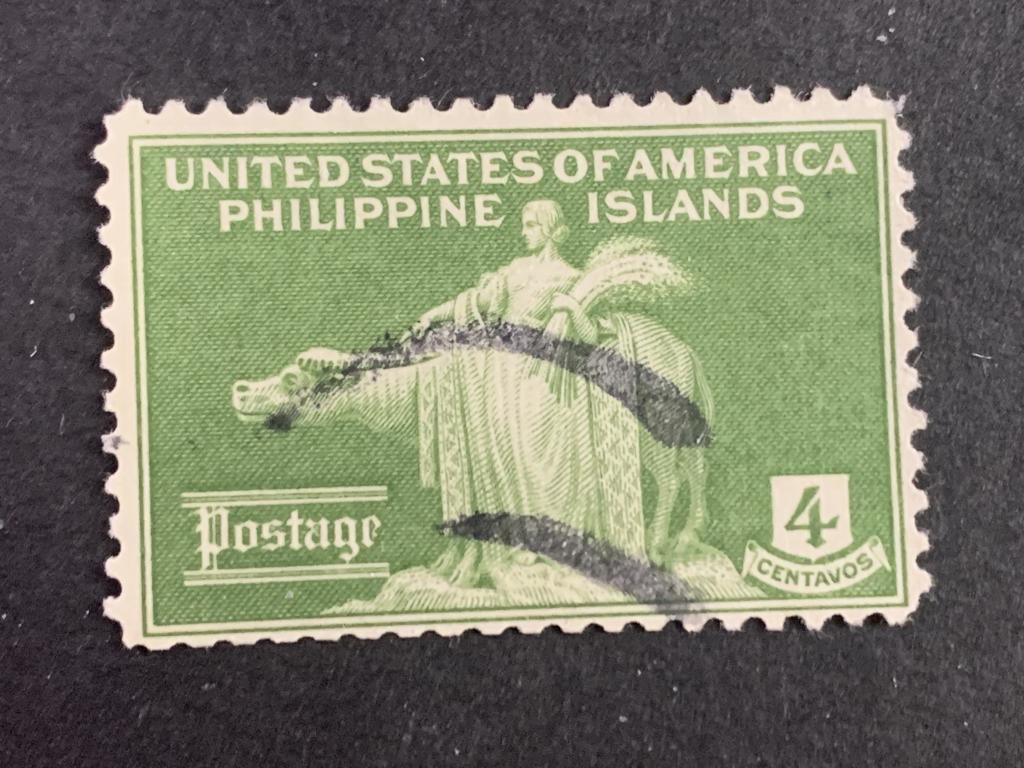 UNITED STATES OF AMERICA
PHILIPPINE ISLANDS
Postage
4
CENTAVOS